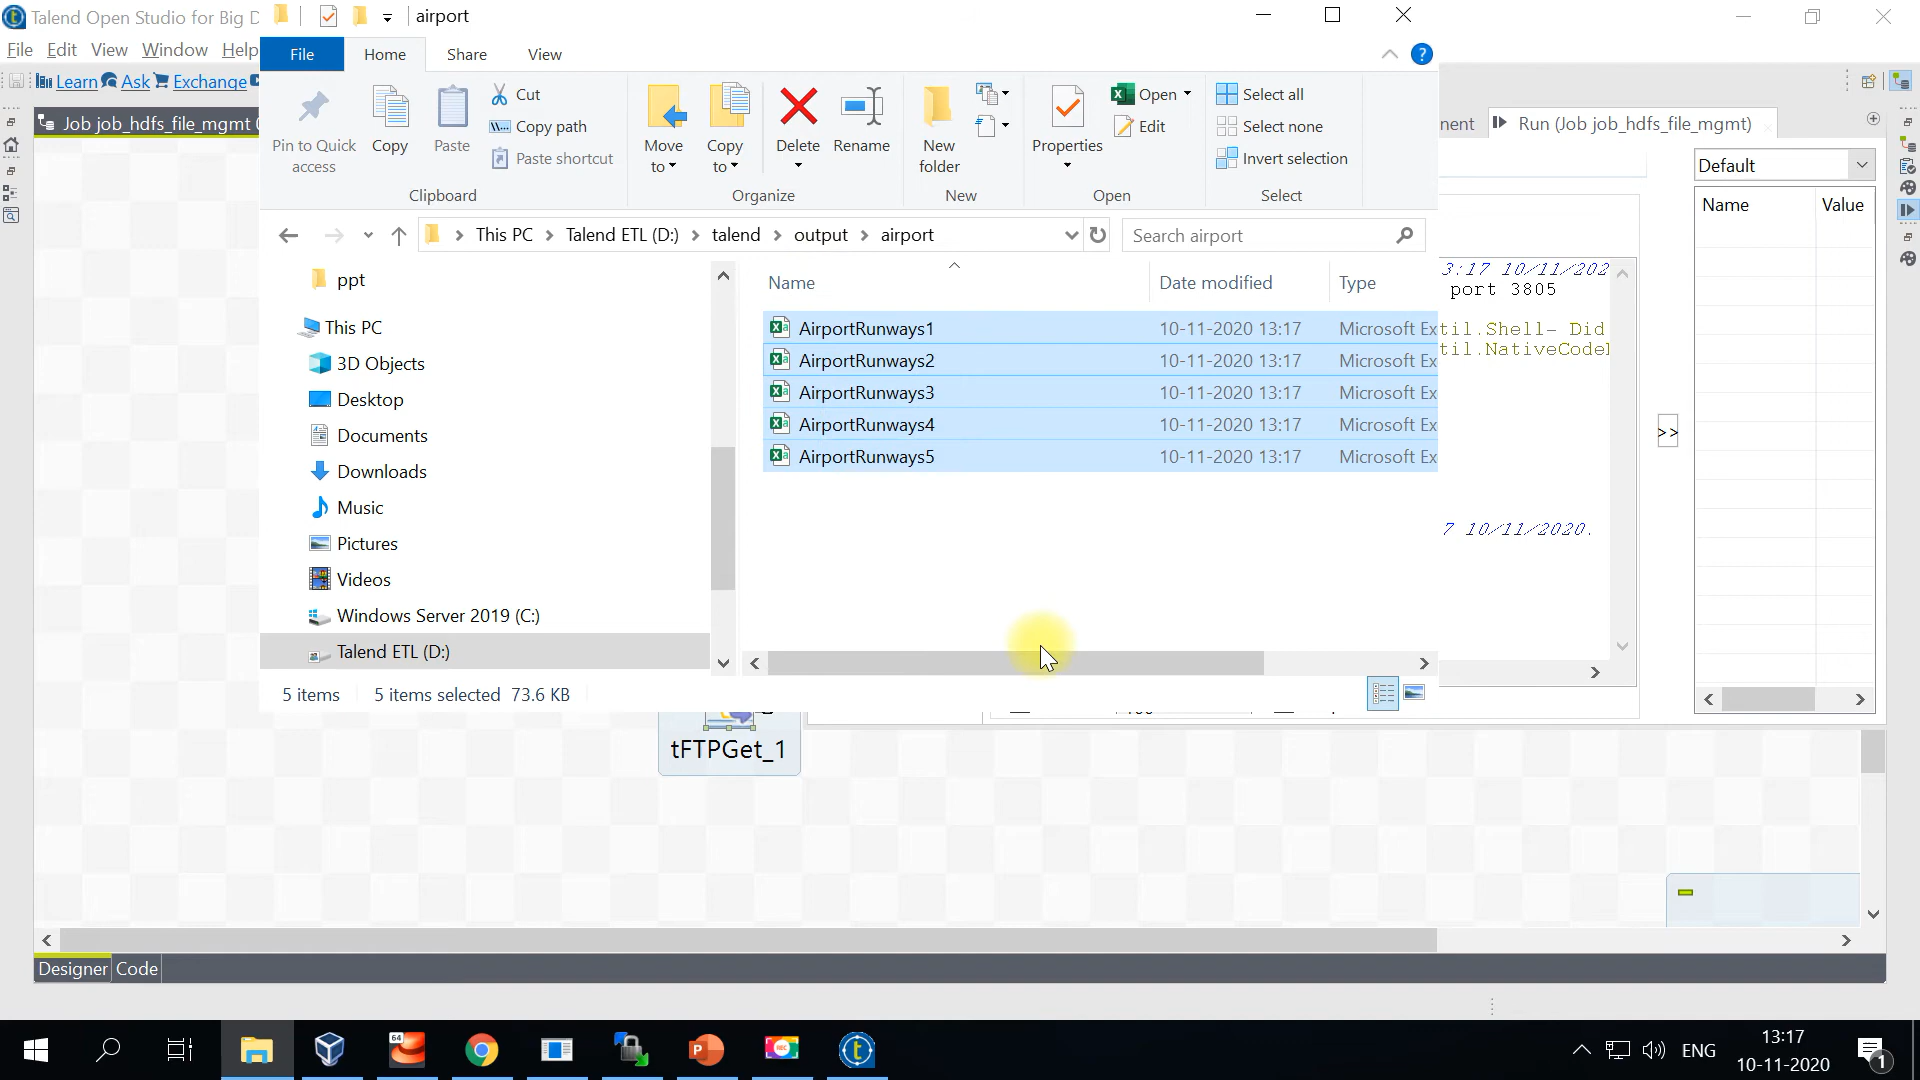 Talend Open Studio for Big D
airport
File Edit View Window Help
File Home Share View
Learn Ask Exchange
Pin to Quick access
Copy
Paste
Cut
Copy path
Paste shortcut
Clipboard
Move to
Copy to
Delete
Rename
Organize
New folder
New
Properties
Open
Edit
Open
Select all
Select none
Invert selection
Select
Job job_hdfs_file_mgmt
nent Run (Job job_hdfs_file_mgmt)
Default
Name Value
This PC Talend ETL (D:) talend output airport
Search airport
ppt
This PC
3D Objects
Desktop
Documents
Downloads
Music
Pictures
Videos
Windows Server 2019 (C:)
Talend ETL (D:)
Name Date modified Type
AirportRunways1 10-11-2020 13:17 Microsoft Ex
AirportRunways2 10-11-2020 13:17 Microsoft Ex
AirportRunways3 10-11-2020 13:17 Microsoft Ex
AirportRunways4 10-11-2020 13:17 Microsoft Ex
AirportRunways5 10-11-2020 13:17 Microsoft Ex
3:17 10/11/202
port 3805
til.Shell- Did
til.NativeCode
7 10/11/2020.
>>
5 items 5 items selected 73.6 KB
tFTPGet_1
Designer Code
64
REC
ENG
13:17
10-11-2020
1